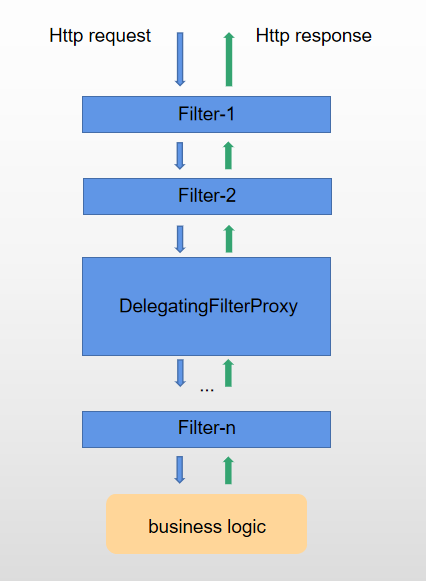 Http request Http response
Filter-1
Filter-2
DelegatingFilterProxy
...
Filter-n
business logic